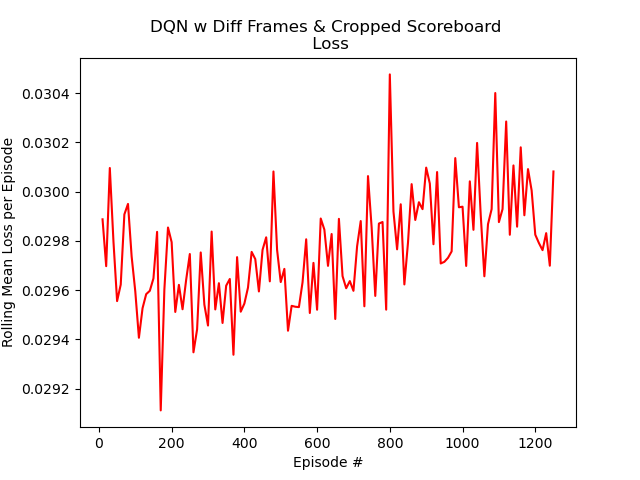 DQN w Diff Frames & Cropped Scoreboard
Loss
Rolling Mean Loss per Episode
0.0304
0.0302
0.0300
0.0298
0.0296
0.0294
0.0292
0 200 400 600 800 1000 1200
Episode #